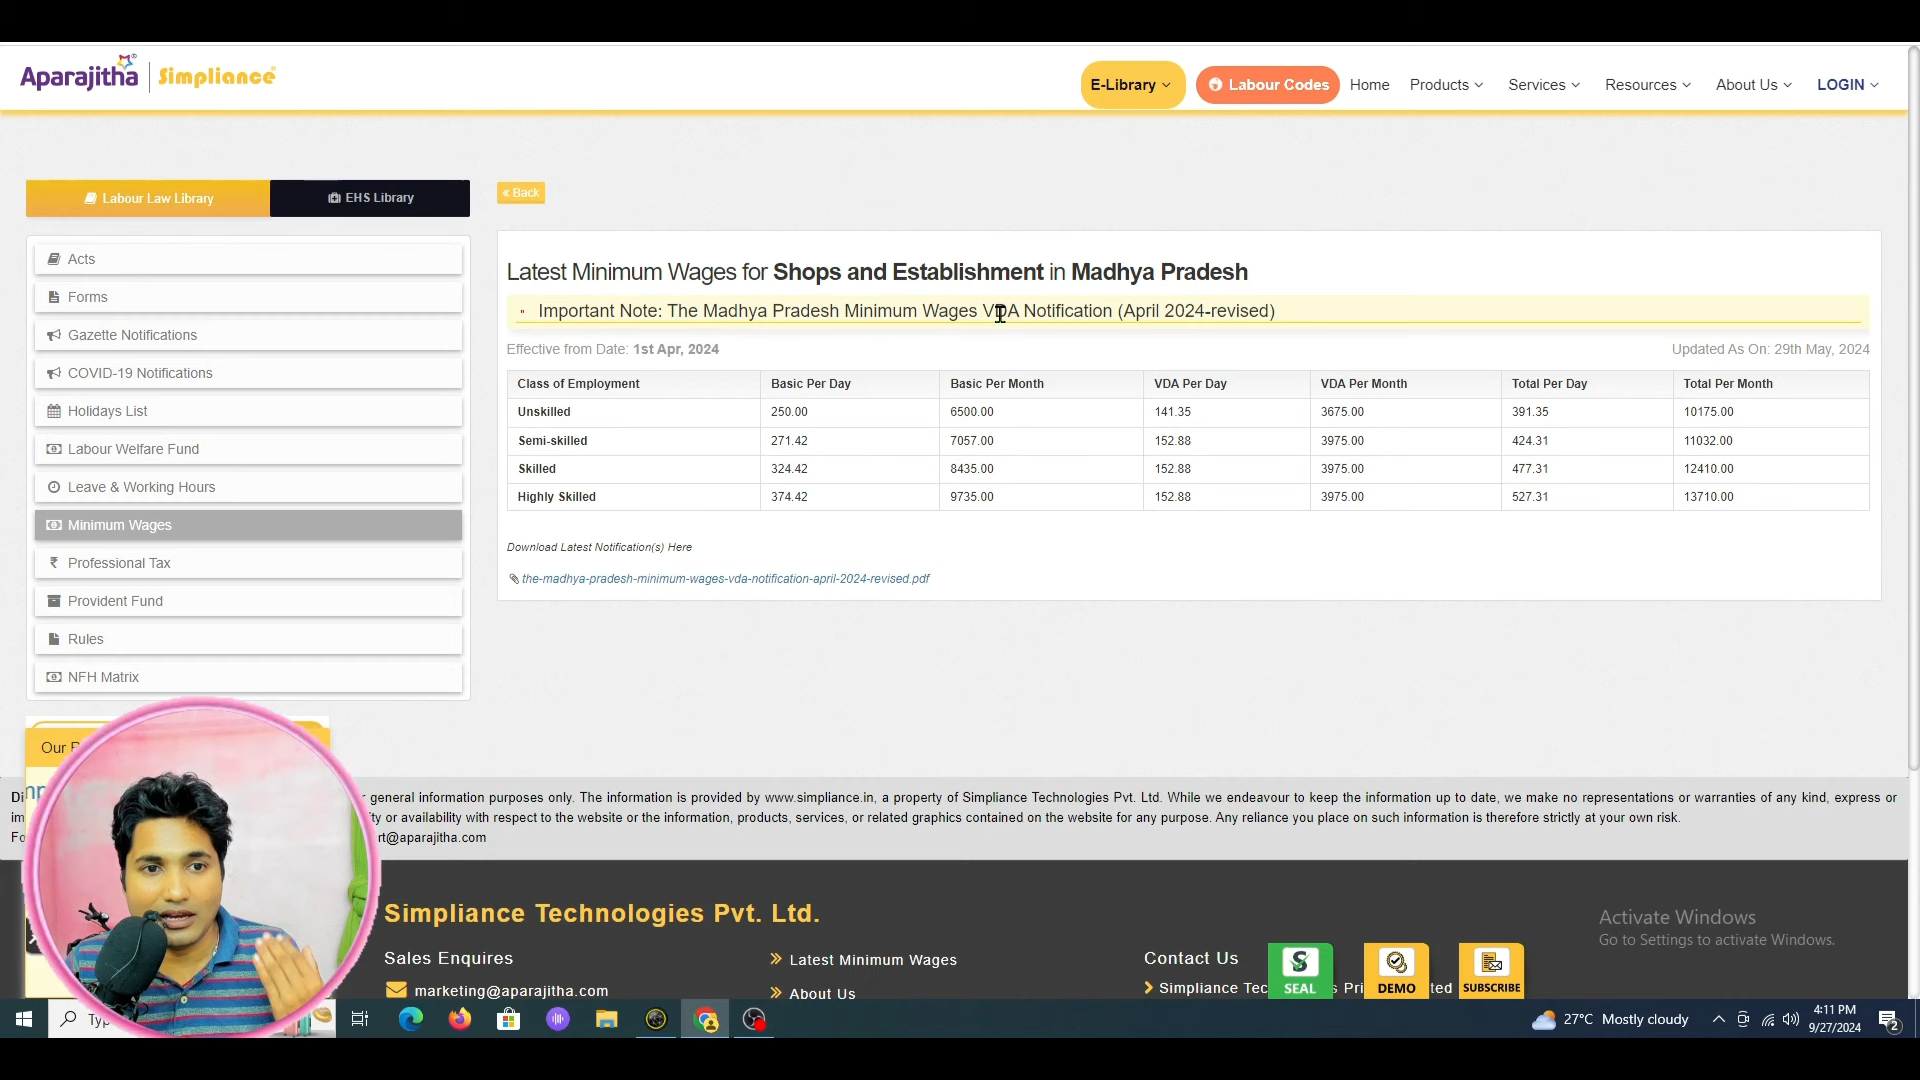 Aparajitha Simpliance
E-Library Labour Codes Home Products Services Resources About Us LOGIN
Labour Law Library EHS Library
« Back
Acts
Forms
Gazette Notifications
COVID-19 Notifications
Holidays List
Labour Welfare Fund
Leave & Working Hours
Minimum Wages
Professional Tax
Provident Fund
Rules
NFH Matrix
Latest Minimum Wages for Shops and Establishment in Madhya Pradesh
Important Note: The Madhya Pradesh Minimum Wages VDA Notification (April 2024-revised)
Effective from Date: 1st Apr, 2024 Updated As On: 29th May, 2024
Class of Employment Basic Per Day Basic Per Month VDA Per Day VDA Per Month Total Per Day Total Per Month
Unskilled 250.00 6500.00 141.35 3675.00 391.35 10175.00
Semi-skilled 271.42 7057.00 152.88 3975.00 424.31 11032.00
Skilled 324.42 8435.00 152.88 3975.00 477.31 12410.00
Highly Skilled 374.42 9735.00 152.88 3975.00 527.31 13710.00
Download Latest Notification(s) Here
the-madhya-pradesh-minimum-wages-vda-notification-april-2024-revised.pdf
Our
general information purposes only. The information is provided by www.simpliance.in, a property of Simpliance Technologies Pvt. Ltd. While we endeavour to keep the information up to date, we make no representations or warranties of any kind, express or
or availability with respect to the website or the information, products, services, or related graphics contained on the website for any purpose. Any reliance you place on such information is therefore strictly at your own risk.
rt@aparajitha.com
Simpliance Technologies Pvt. Ltd.
Sales Enquires
marketing@aparajitha.com
» Latest Minimum Wages
» About Us
Contact Us
Simpliance Tec
SEAL DEMO SUBSCRIBE
Activate Windows
Go to Settings to activate Windows.
27°C Mostly cloudy
4:11 PM
9/27/2024
2